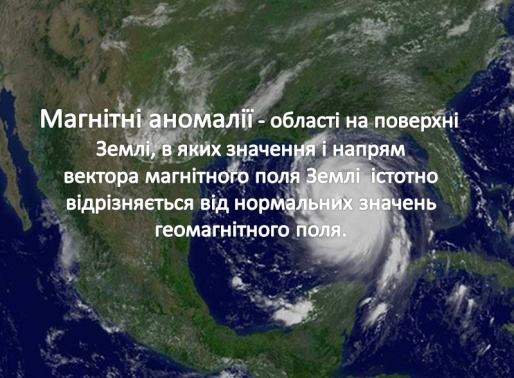 Магнітні аномалії - області на поверхні
Землі, в яких значення і напрям
вектора магнітного поля Землі істотно
відрізняється від нормальних значень
геомагнітного поля.